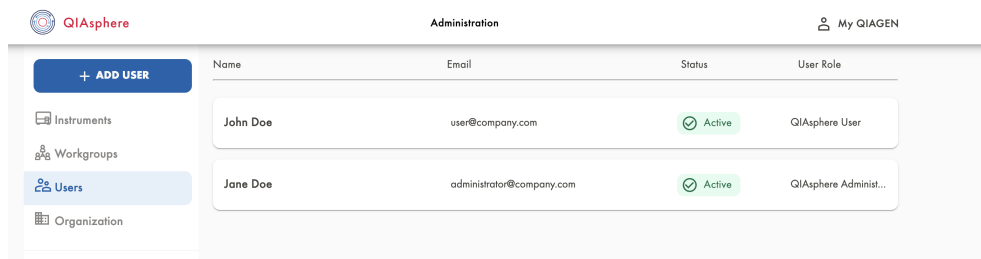 QIAsphere
Administration
My QIAGEN
+ ADD USER
Instruments
Workgroups
Users
Organization
Name Email Status User Role
John Doe user@company.com Active QIAsphere User
Jane Doe administrator@company.com Active QIAsphere Administ...